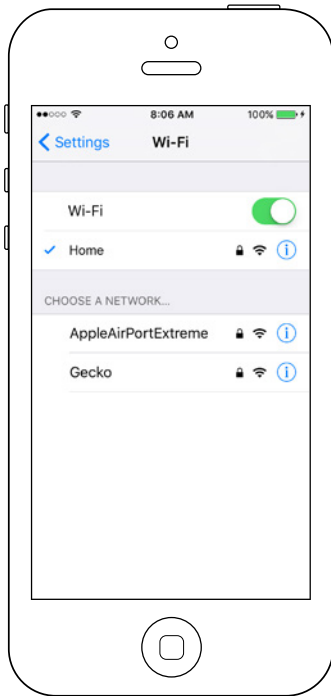 8:06 AM 100%
Settings Wi-Fi
Wi-Fi
Home
CHOOSE A NETWORK...
AppleAirPortExtreme
Gecko